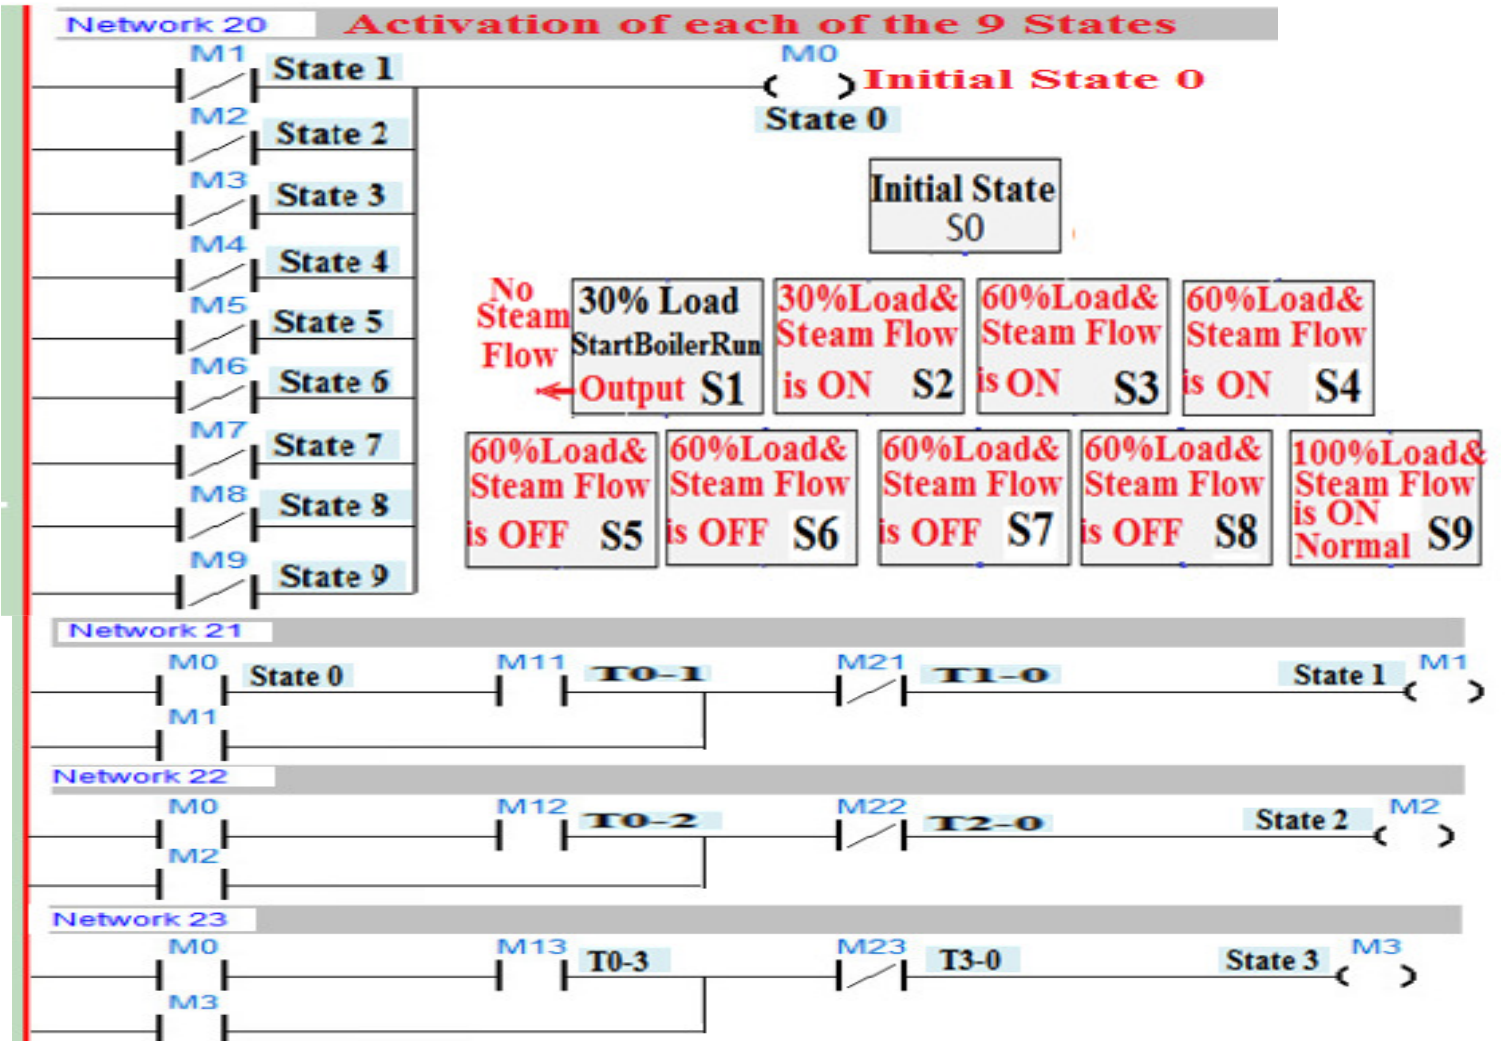 Network 20 Activation of each of the 9 States
M1 State 1 M0 Initial State 0
State 0
M2 State 2
M3 State 3
M4 State 4
M5 State 5
M6 State 6
M7 State 7
M8 State 8
M9 State 9
Initial State
S0
No
Steam
Flow
30% Load
StartBoilerRun
Output S1
30%Load&
Steam Flow
is ON S2
60%Load&
Steam Flow
is ON S3
60%Load&
Steam Flow
is ON S4
60%Load&
Steam Flow
is OFF S5
60%Load&
Steam Flow
is OFF S6
60%Load&
Steam Flow
is OFF S7
60%Load&
Steam Flow
is OFF S8
100%Load&
Steam Flow
is ON
Normal S9
Network 21
M0 State 0 M11 T0-1 M21 T1-0 State 1 M1
M1
Network 22
M0 M12 T0-2 M22 T2-0 State 2 M2
M2
Network 23
M0 M13 T0-3 M23 T3-0 State 3 M3
M3